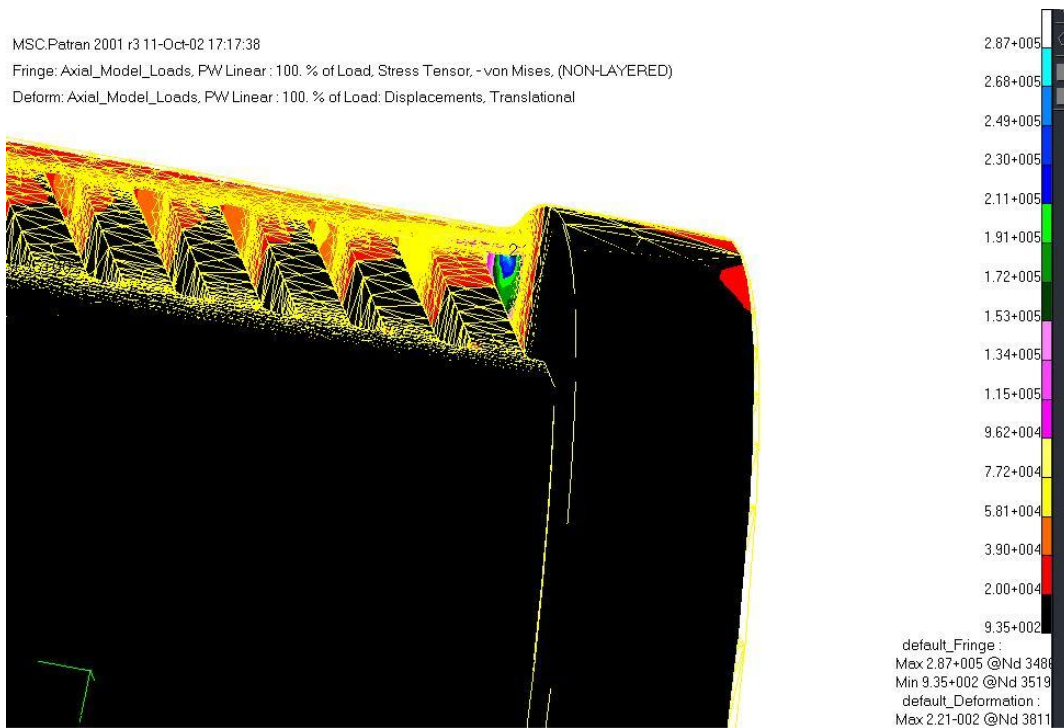 MSC.Patran 2001 r3 11-Oct-02 17:17:38
Fringe: Axial_Model_Loads, PW Linear : 100. % of Load, Stress Tensor, - von Mises, (NON-LAYERED)
Deform: Axial_Model_Loads, PW Linear : 100. % of Load: Displacements, Translational
2.87+005
2.68+005
2.49+005
2.30+005
2.11+005
1.91+005
1.72+005
1.53+005
1.34+005
1.15+005
9.62+004
7.72+004
5.81+004
3.90+004
2.00+004
9.35+002
default_Fringe :
Max 2.87+005 @Nd 348
Min 9.35+002 @Nd 3519
default_Deformation :
Max 2.21-002 @Nd 3811